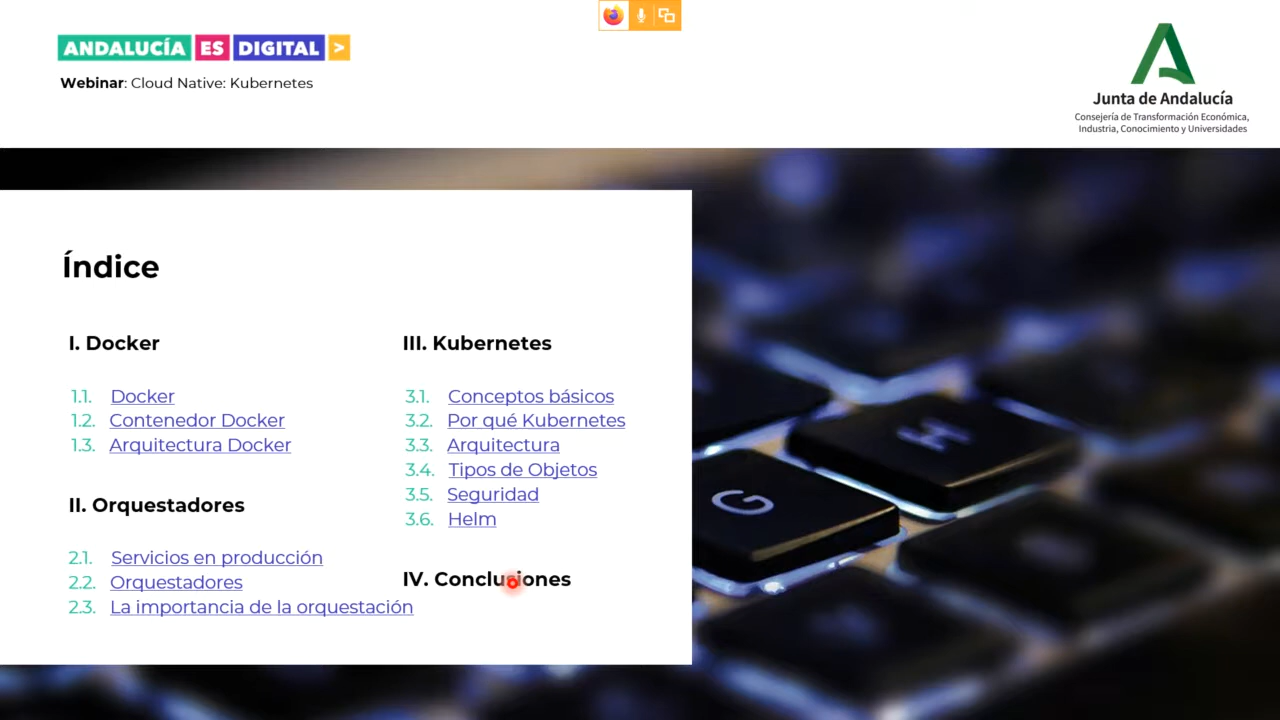 ANDALUCÍA ES DIGITAL >
Webinar: Cloud Native: Kubernetes
Junta de Andalucía
Consejería de Transformación Económica,
Industria, Conocimiento y Universidades
Índice
I. Docker
1.1. Docker
1.2. Contenedor Docker
1.3. Arquitectura Docker
II. Orquestadores
2.1. Servicios en producción
2.2. Orquestadores
2.3. La importancia de la orquestación
III. Kubernetes
3.1. Conceptos básicos
3.2. Por qué Kubernetes
3.3. Arquitectura
3.4. Tipos de Objetos
3.5. Seguridad
3.6. Helm
IV. Conclusiones
G
H